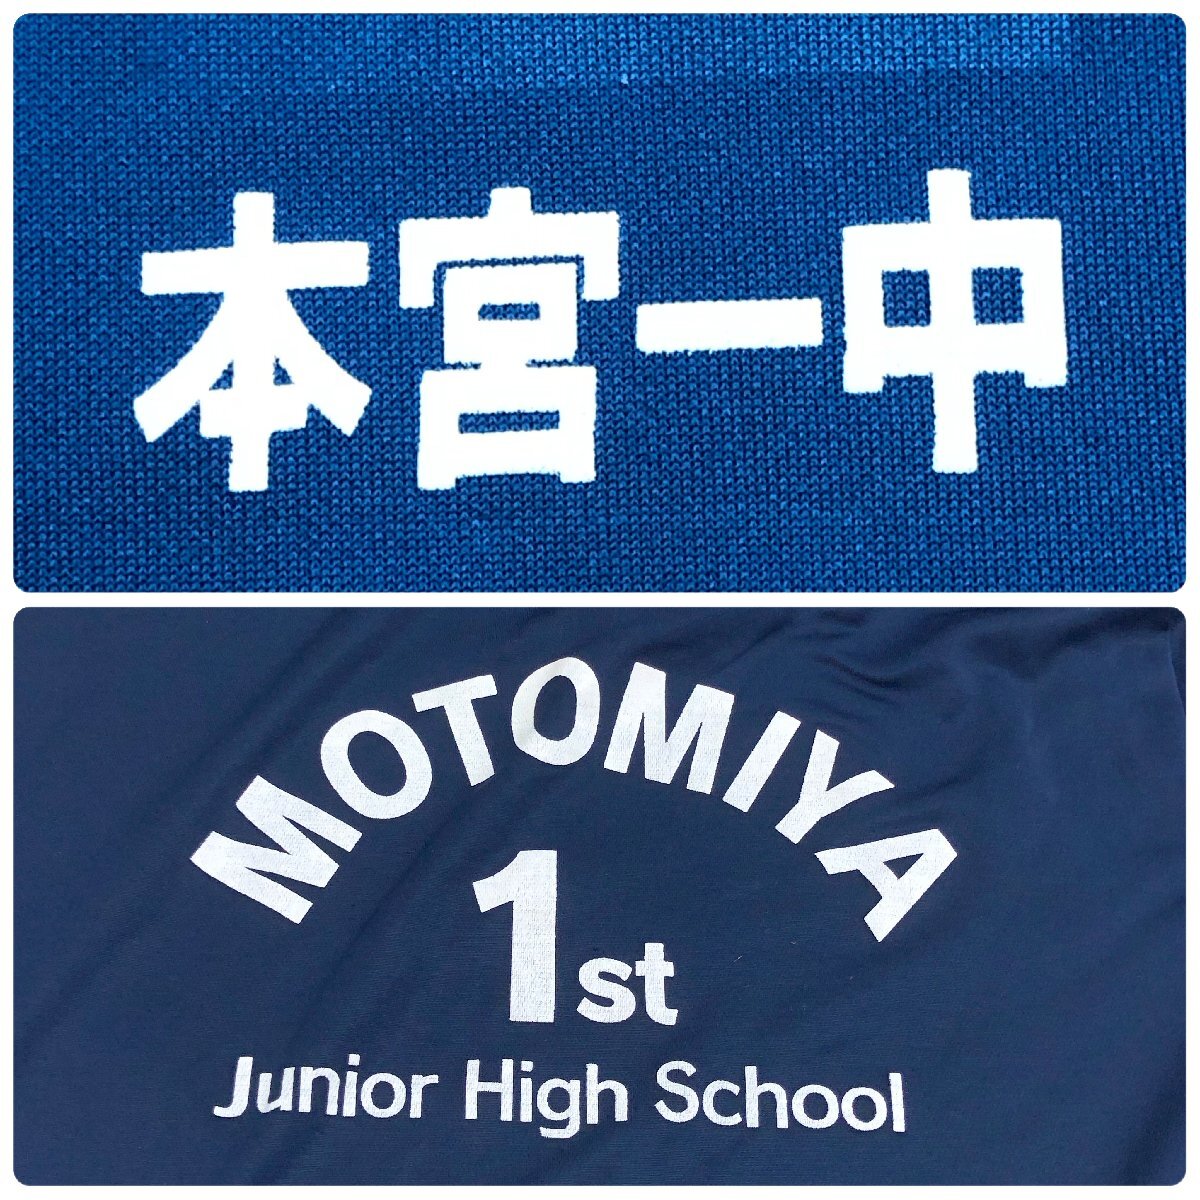 本宮一中
MOTOMIYA
1st
Junior High School